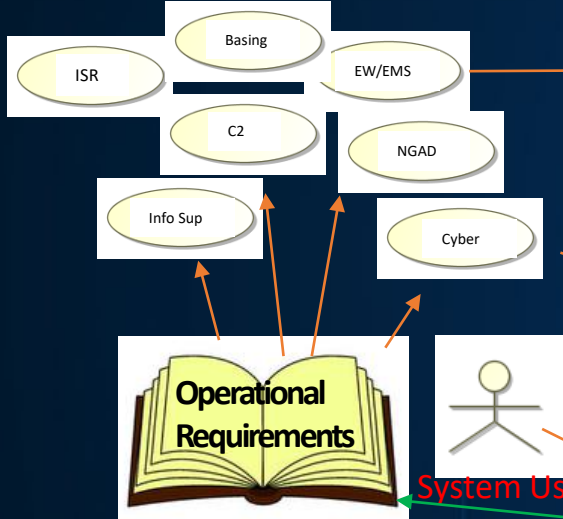 Basing
ISR
EW/EMS
C2
NGAD
Info Sup
Cyber
Operational
Requirements
System Us